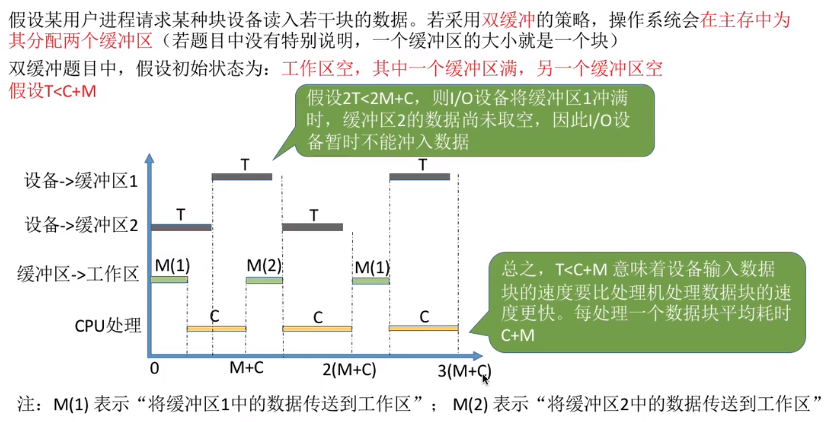 假设某用户进程请求某种块设备读入若干块的数据。若采用双缓冲的策略，操作系统会在主存中为
其分配两个缓冲区（若题目中没有特别说明，一个缓冲区的大小就是一个块）
双缓冲题目中，假设初始状态为：工作区空，其中一个缓冲区满，另一个缓冲区空
假设T<C+M
假设2T<2M+C，则I/O设备将缓冲区1冲满
时，缓冲区2的数据尚未取空，因此I/O设
备暂时不能冲入数据
设备->缓冲区1
T
T
设备->缓冲区2
T
T
缓冲区->工作区
M(1)
M(2)
M(1)
CPU处理
C
C
C
总之，T<C+M 意味着设备输入数据
块的速度要比处理机处理数据块的速
度更快。每处理一个数据块平均耗时
C+M
0
M+C
2(M+C)
3(M+C)
注：M(1) 表示“将缓冲区1中的数据传送到工作区”； M(2) 表示“将缓冲区2中的数据传送到工作区”